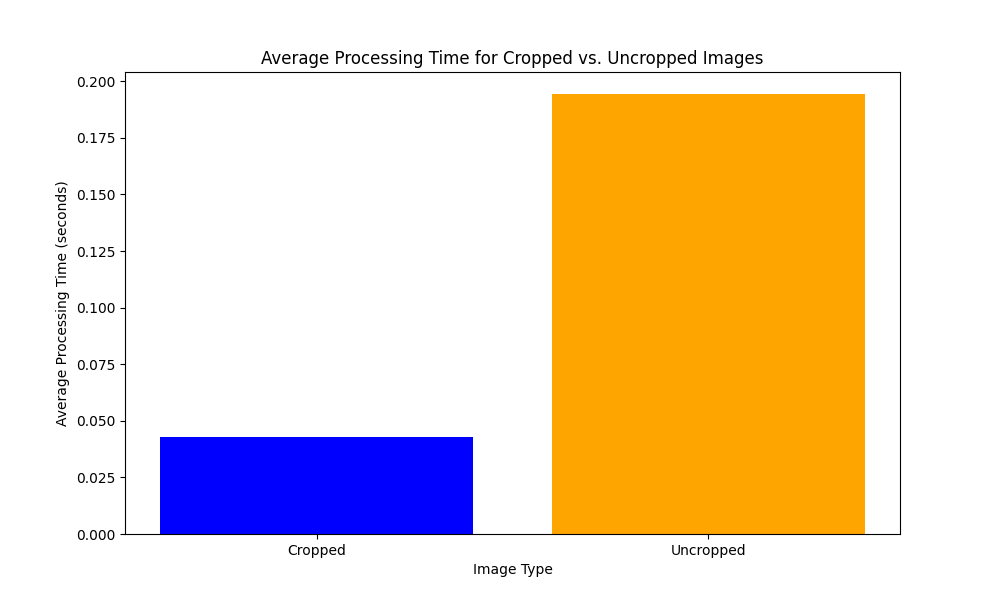 Average Processing Time for Cropped vs. Uncropped Images
0.200
0.175
0.150
0.125
0.100
0.075
0.050
0.025
0.000
Average Processing Time (seconds)
Cropped
Uncropped
Image Type